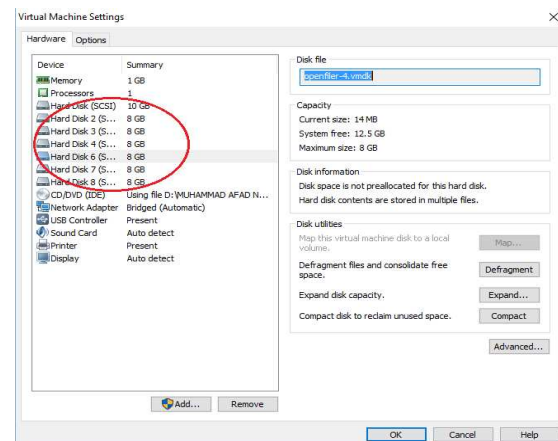 Virtual Machine Settings
Hardware Options
Device Summary
Memory 1 GB
Processors 1
Hard Disk (SCSI) 10 GB
Hard Disk 2 (S... 8 GB
Hard Disk 3 (S... 8 GB
Hard Disk 4 (S... 8 GB
Hard Disk 6 (S... 8 GB
Hard Disk 7 (S... 8 GB
Hard Disk 8 (S... 8 GB
CD/DVD (IDE) Using file D:\MUHAMMAD AFAD N...
Network Adapter Bridged (Automatic)
USB Controller Present
Sound Card Auto detect
Printer Present
Display Auto detect
Add... Remove
Disk file
openfiler-4.vmdk
Capacity
Current size: 14 MB
System free: 12.5 GB
Maximum size: 8 GB
Disk information
Disk space is not preallocated for this hard disk.
Hard disk contents are stored in multiple files.
Disk utilities
Map this virtual machine disk to a local
volume.
Map...
Defragment files and consolidate free
space.
Defragment
Expand disk capacity. Expand...
Compact disk to reclaim unused space. Compact
Advanced...
OK Cancel Help